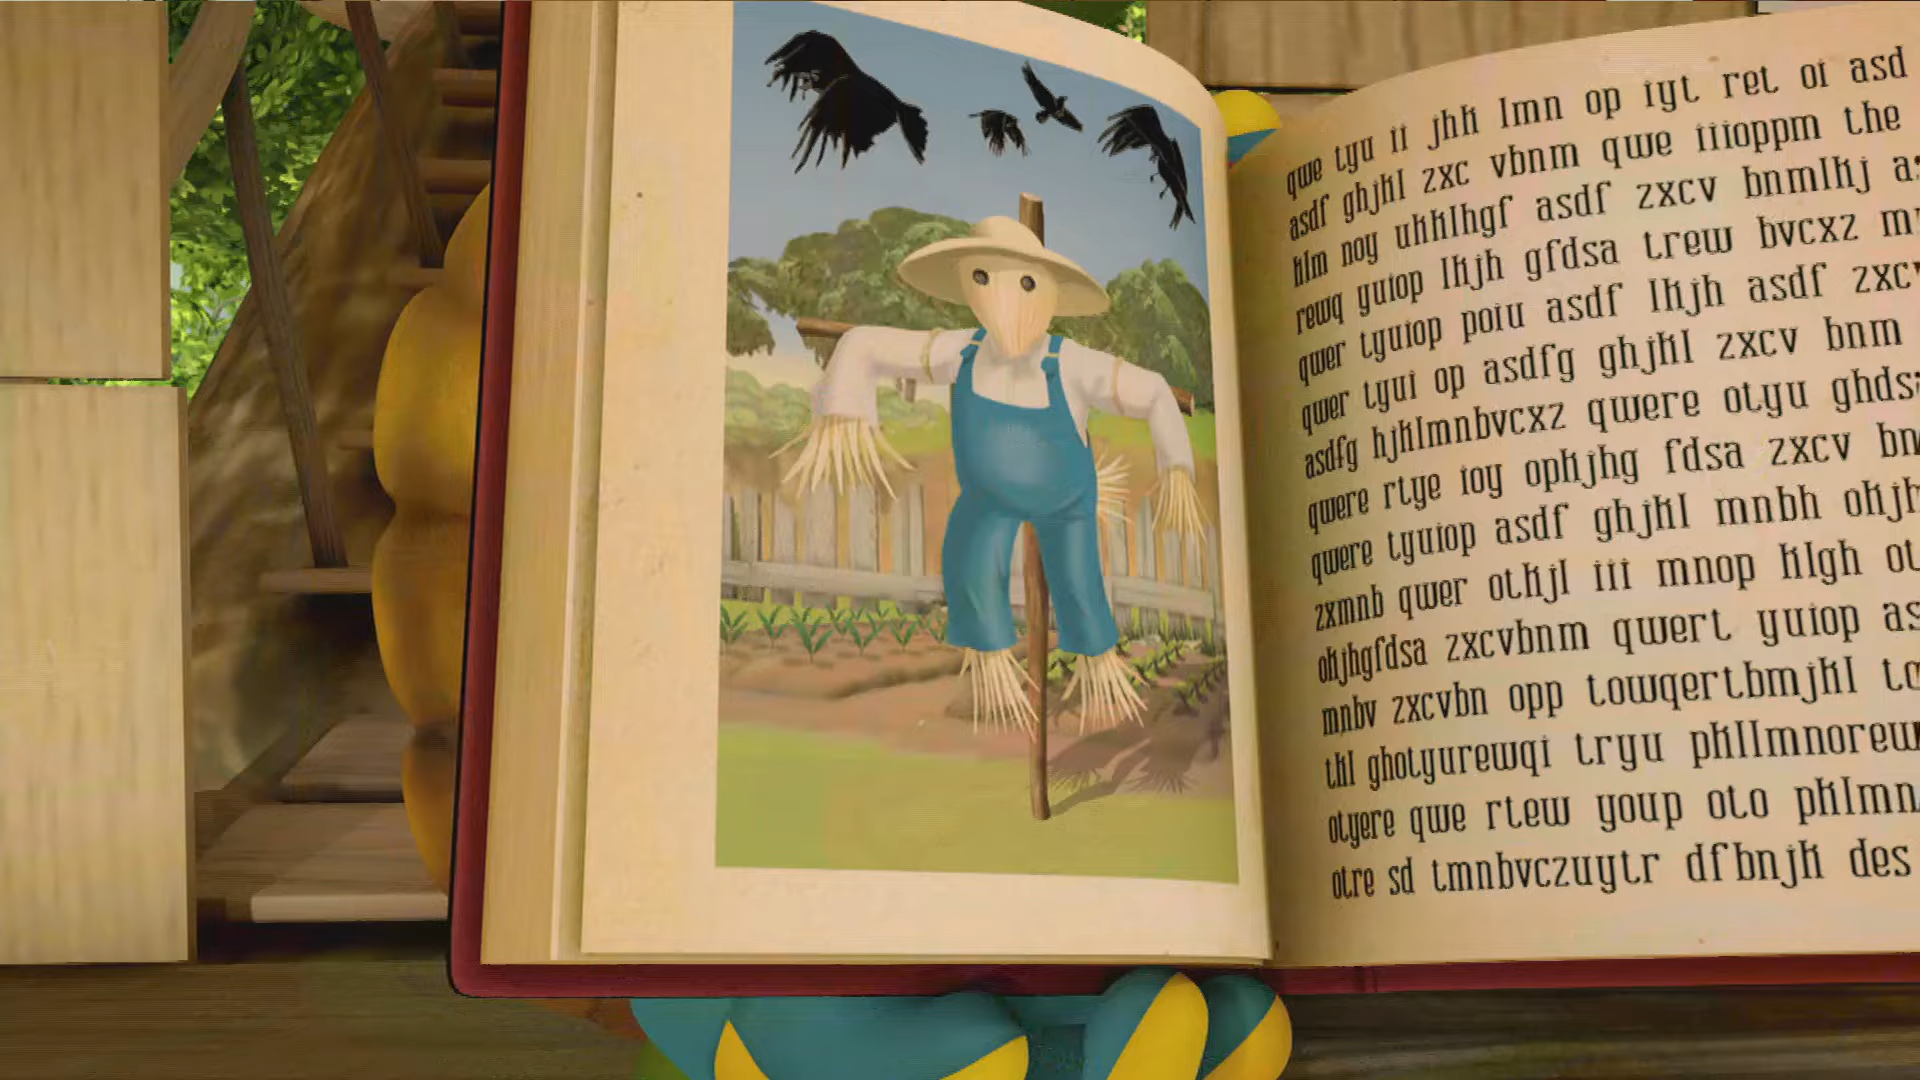 qwe tyu ii jhk lmn op iyt ret oi asd
asdf ghjkl zxc vbnm qwe iiioppm the
klm noy uhklhgf asdf zxcv bnmlkj
rewq yuiop lkjh gfdsa trew bvcxz
qwer tyuiop poiu asdf lkjh asdf
qwer tyui op asdfg ghjkl zxcv bnm
asdfg hjklmnbvcxz qwere otyu
qwere rtye ioy opkjhg fdsa zxcv
qwere tyuiop asdf ghjkl mnbh
zxmnb qwer otkjl iii mnop klgh
okjhgfdsa zxcvbnm qwert yuiop
mnbv zxcvbn opp towqertbmjkl
tkl ghotyurewqi tryu
otyere qwe rtew youp oto
otre sd tmnbvczuytr dfbnjk des